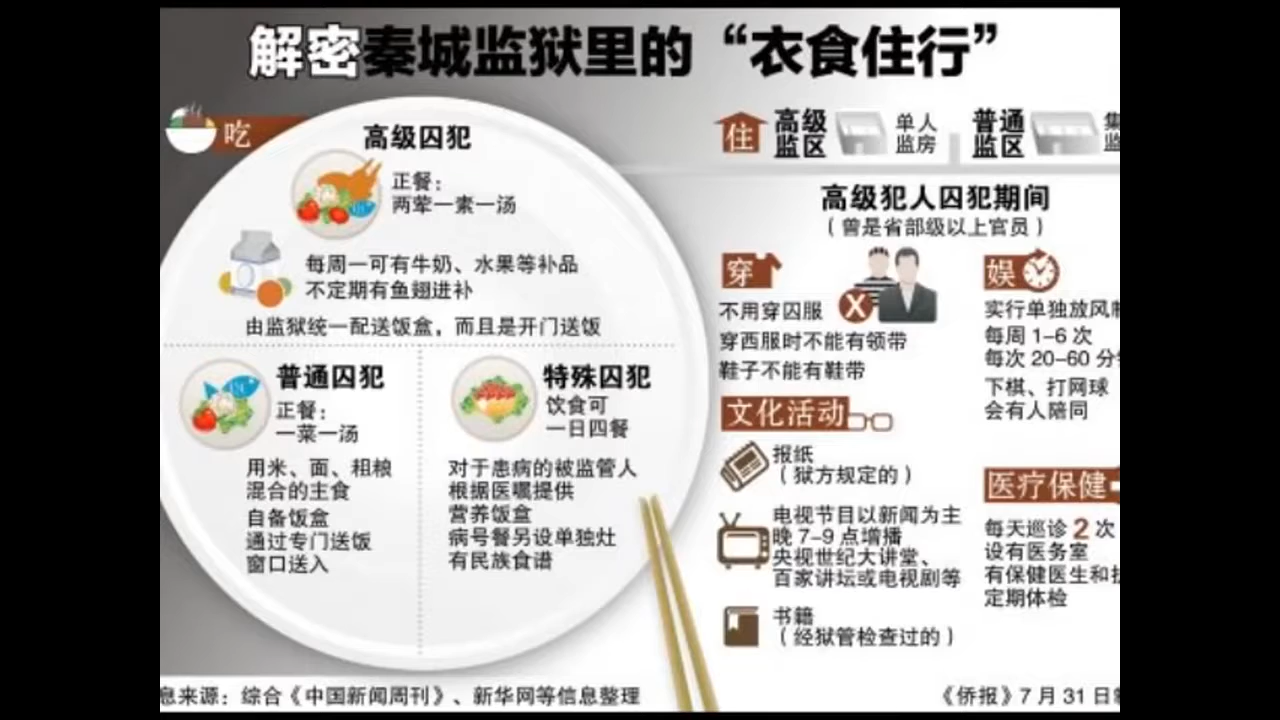 解密秦城监狱里的“衣食住行”
吃
高级囚犯
正餐：
两荤一素一汤
每周一可有牛奶、水果等补品
不定期有鱼翅进补
由监狱统一配送饭盒，而且是开门送饭
普通囚犯
正餐：
一菜一汤
用米、面、粗粮
混合的主食
自备饭盒
通过专门送饭
窗口送入
特殊囚犯
饮食可
一日四餐
对于患病的被监管人
根据医嘱提供
营养饭盒
病号餐另设单独灶
有民族食谱
住
高级
监区
单人
监房
普通
监区
集
监
高级犯人囚犯期间
（曾是省部级以上官员）
穿
X
不用穿囚服
穿西服时不能有领带
鞋子不能有鞋带
文化活动
报纸
（狱方规定的）
电视节目以新闻为主
晚 7-9 点增播
央视世纪大讲堂、
百家讲坛或电视剧等
书籍
（经狱管检查过的）
娱
实行单独放风制
每周 1-6 次
每次 20-60 分钟
下棋、打网球
会有人陪同
医疗保健
每天巡诊 2 次
设有医务室
有保健医生和护
定期体检
息来源：综合《中国新闻周刊》、新华网等信息整理
《侨报》7 月 31 日